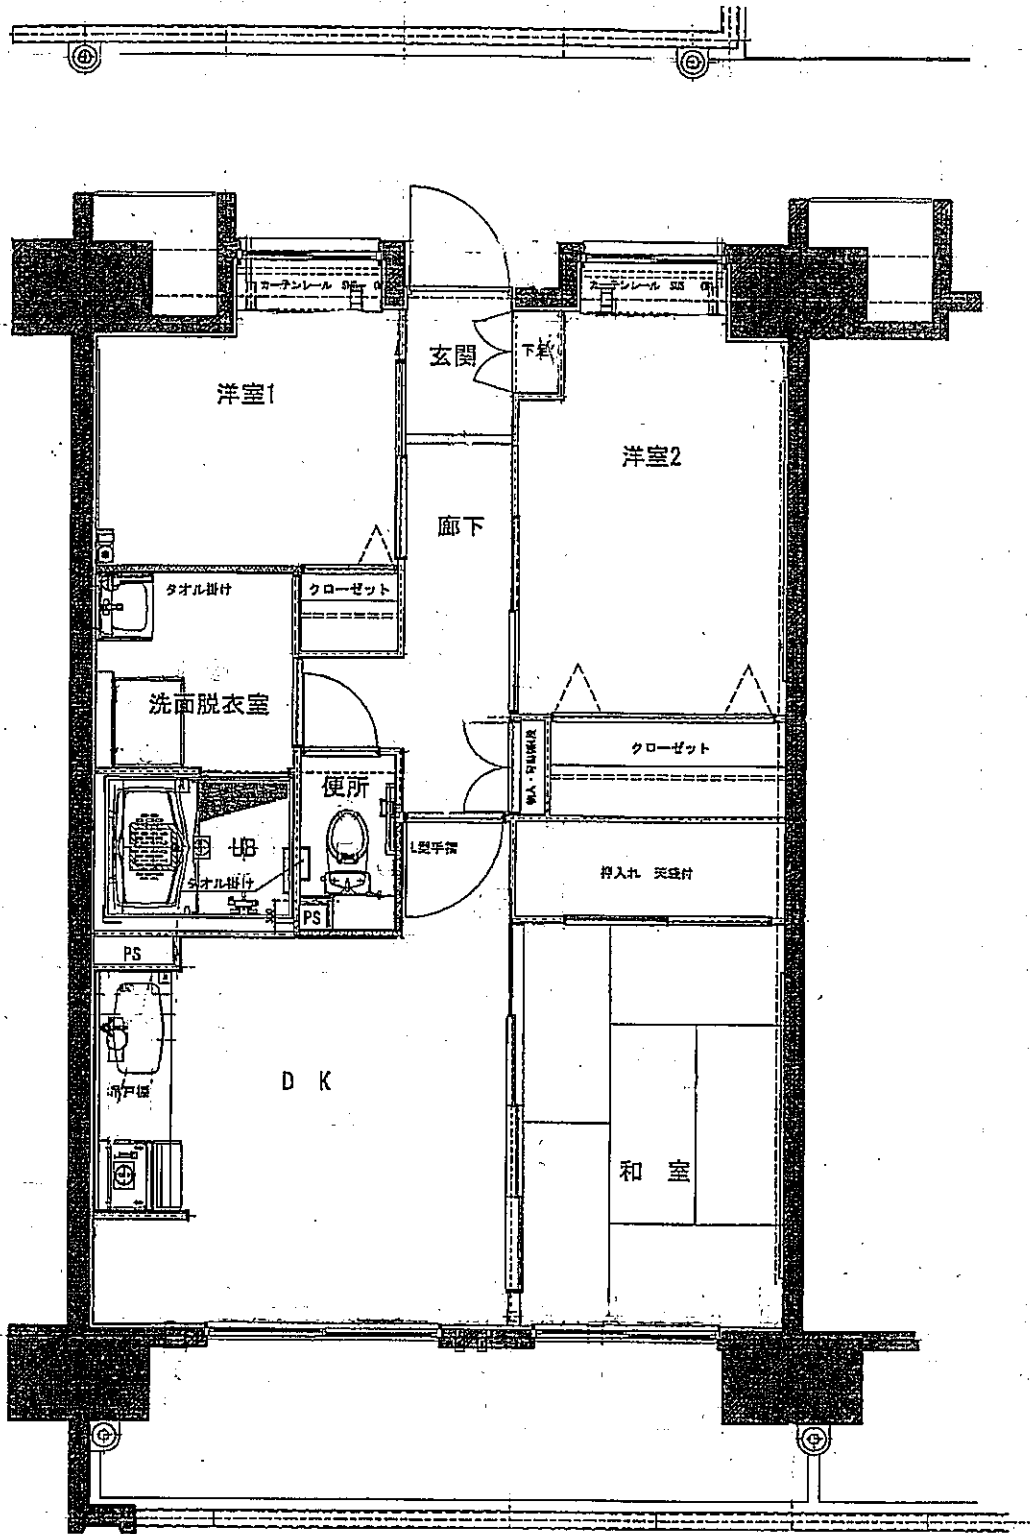 カーテンレール
カーテンレール SUS
玄関
下駄
洋室1
洋室2
廊下
タオル掛け
クローゼット
洗面脱衣室
クローゼット
便所
UB
L型手摺
タオル掛け
押入れ 天袋付
PS
PS
吊戸棚
D K
和 室